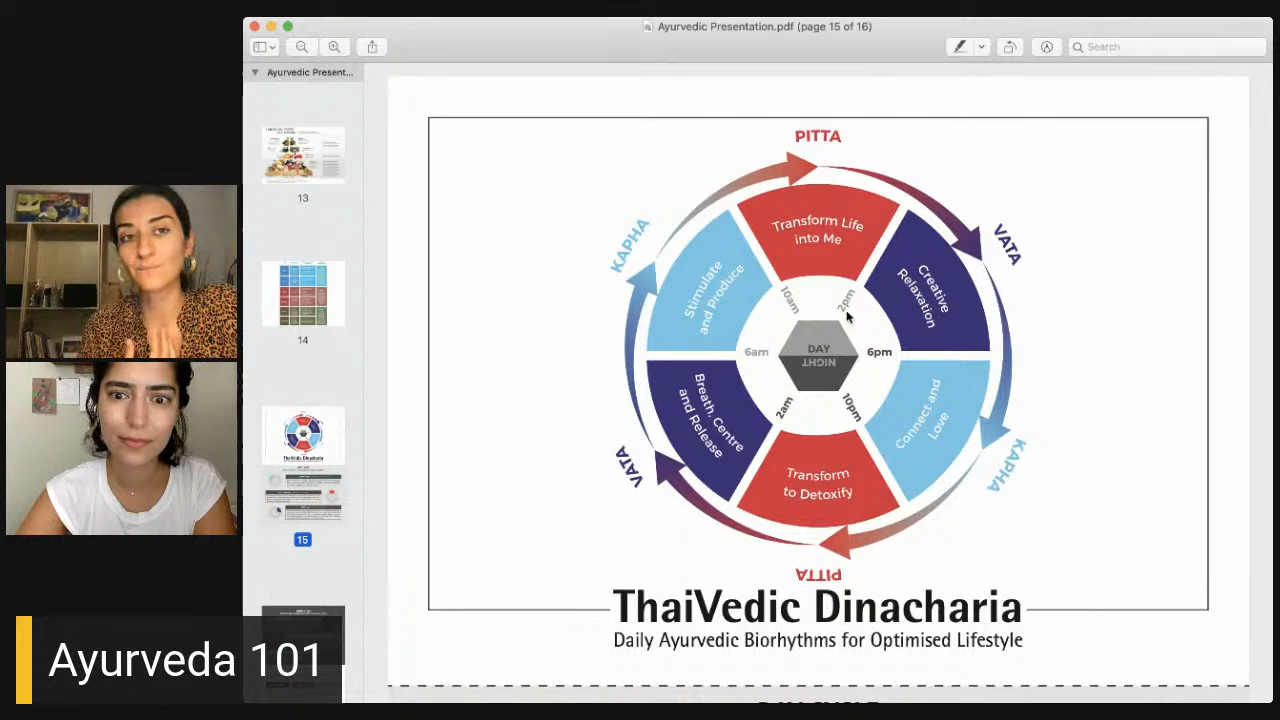 Ayurvedic Presentation.pdf (page 15 of 16)
Search
Ayurvedic Present...
13
14
15
PITTA
Transform Life
into Me
VATA
Creative
Relaxation
KAPHA
Stimulate
and Produce
10am
2pm
6am
DAY
NIGHT
6pm
2am
10pm
Breath, Centre
and Release
Connect and
Love
VATA
Transform
to Detoxify
KAPHA
PITTA
ThaiVedic Dinacharia
Daily Ayurvedic Biorhythms for Optimised Lifestyle
Ayurveda 101